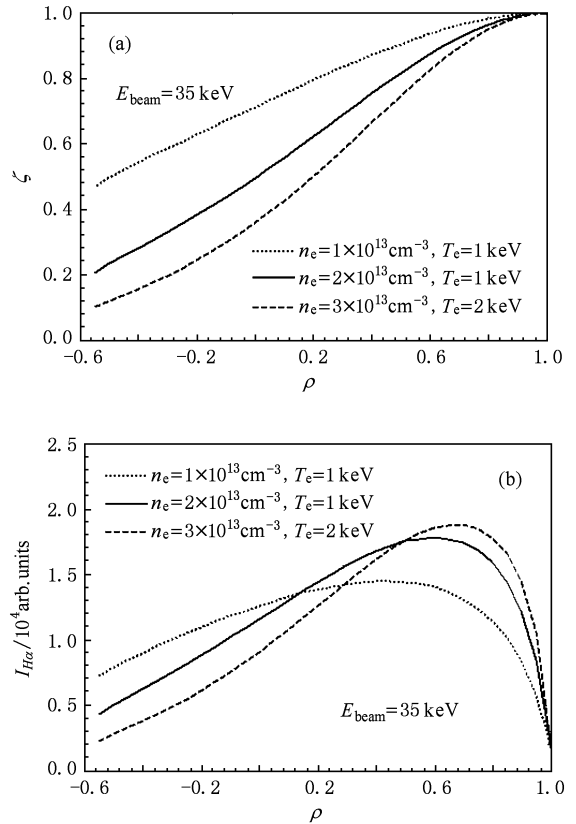 1.0
(a)
0.8
E_beam=35 keV
0.6
ζ
0.4
n_e=1×10^13 cm^−3, T_e=1 keV
n_e=2×10^13 cm^−3, T_e=1 keV
0.2
n_e=3×10^13 cm^−3, T_e=2 keV
0.0
−0.6 −0.2 0.2 0.6 1.0
ρ
2.5
n_e=1×10^13 cm^−3, T_e=1 keV
(b)
2.0
n_e=2×10^13 cm^−3, T_e=1 keV
n_e=3×10^13 cm^−3, T_e=2 keV
1.5
I_Hα/10^4 arb. units
1.0
0.5
E_beam=35 keV
0.0
−0.6 −0.2 0.2 0.6 1.0
ρ